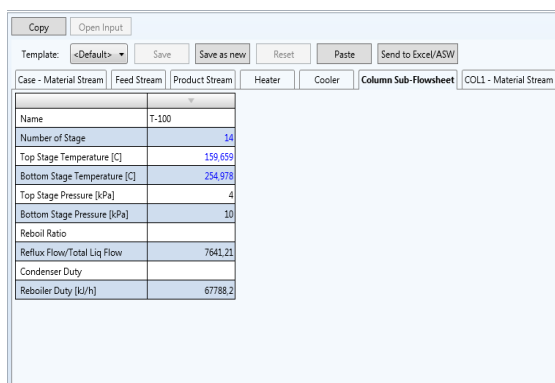 Copy Open Input
Template: <Default> Save Save as new Reset Paste Send to Excel/ASW
Case - Material Stream Feed Stream Product Stream Heater Cooler Column Sub-Flowsheet COL1 - Material Stream
Name T-100
Number of Stage 14
Top Stage Temperature [C] 159,659
Bottom Stage Temperature [C] 254,978
Top Stage Pressure [kPa] 4
Bottom Stage Pressure [kPa] 10
Reboil Ratio
Reflux Flow/Total Liq Flow 7641,21
Condenser Duty
Reboiler Duty [kJ/h] 67788,2